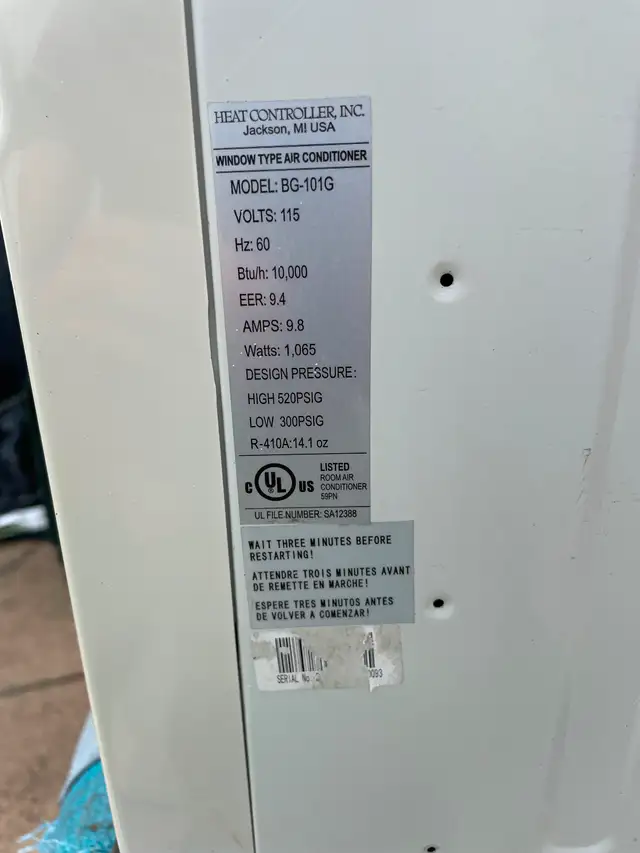 HEAT CONTROLLER, INC.
Jackson, MI USA
WINDOW TYPE AIR CONDITIONER
MODEL: BG-101G
VOLTS: 115
Hz: 60
Btu/h: 10,000
EER: 9.4
AMPS: 9.8
Watts: 1,065
DESIGN PRESSURE:
HIGH 520PSIG
LOW 300PSIG
R-410A:14.1 oz
C UL ® US
LISTED
ROOM AIR
CONDITIONER
59PN
UL FILE NUMBER: SA12388
WAIT THREE MINUTES BEFORE
RESTARTING!
ATTENDRE TROIS MINUTES AVANT
DE REMETTE EN MARCHE!
ESPERE TRES MINUTOS ANTES
DE VOLVER A COMENZAR!
SERIAL No.